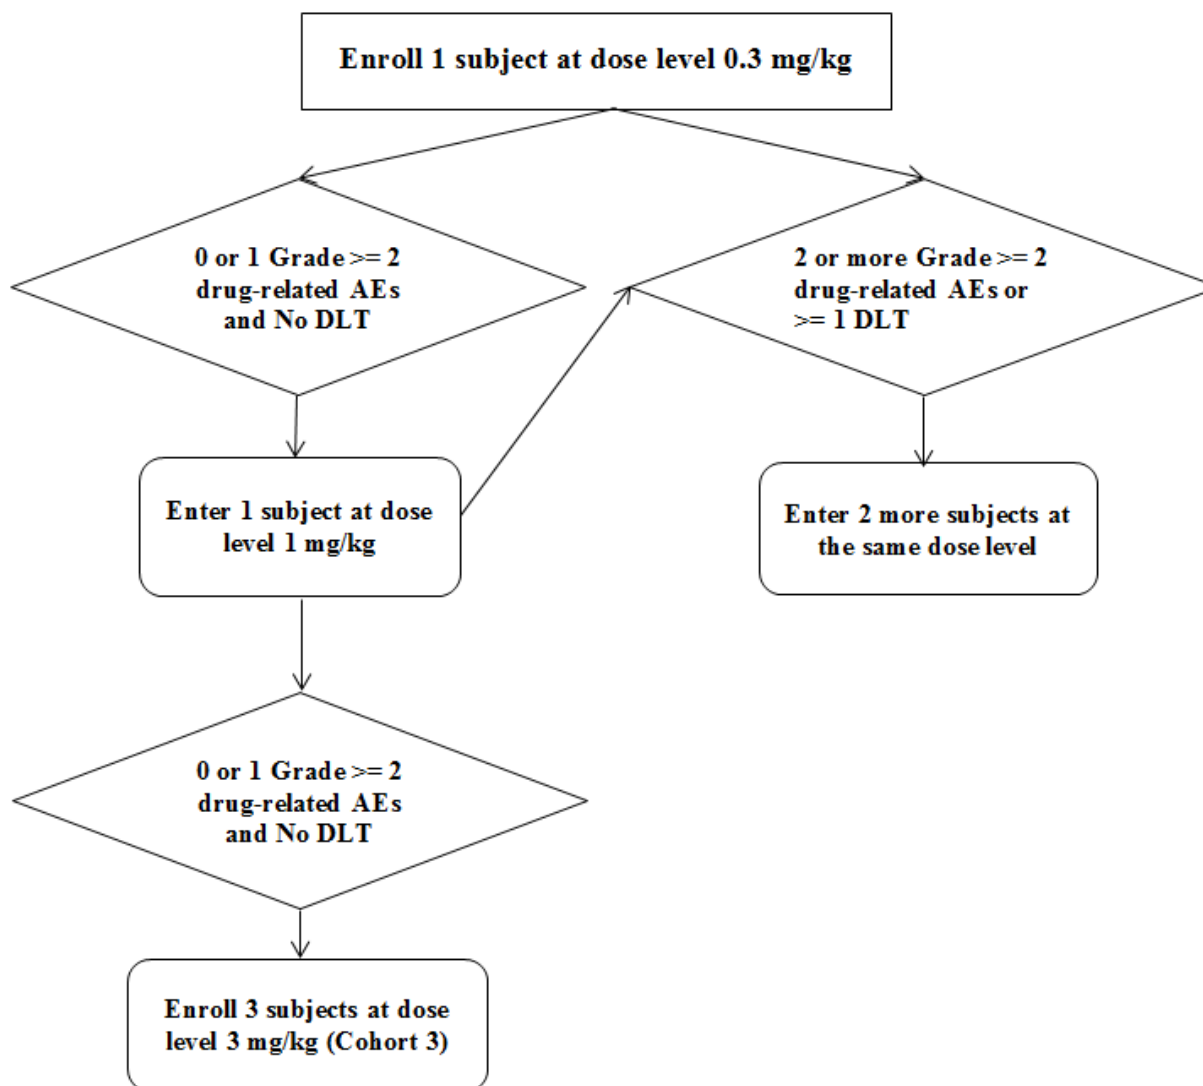 Enroll 1 subject at dose level 0.3 mg/kg
0 or 1 Grade >= 2
drug-related AEs
and No DLT
2 or more Grade >= 2
drug-related AEs or
>= 1 DLT
Enter 1 subject at dose
level 1 mg/kg
Enter 2 more subjects at
the same dose level
0 or 1 Grade >= 2
drug-related AEs
and No DLT
Enroll 3 subjects at dose
level 3 mg/kg (Cohort 3)